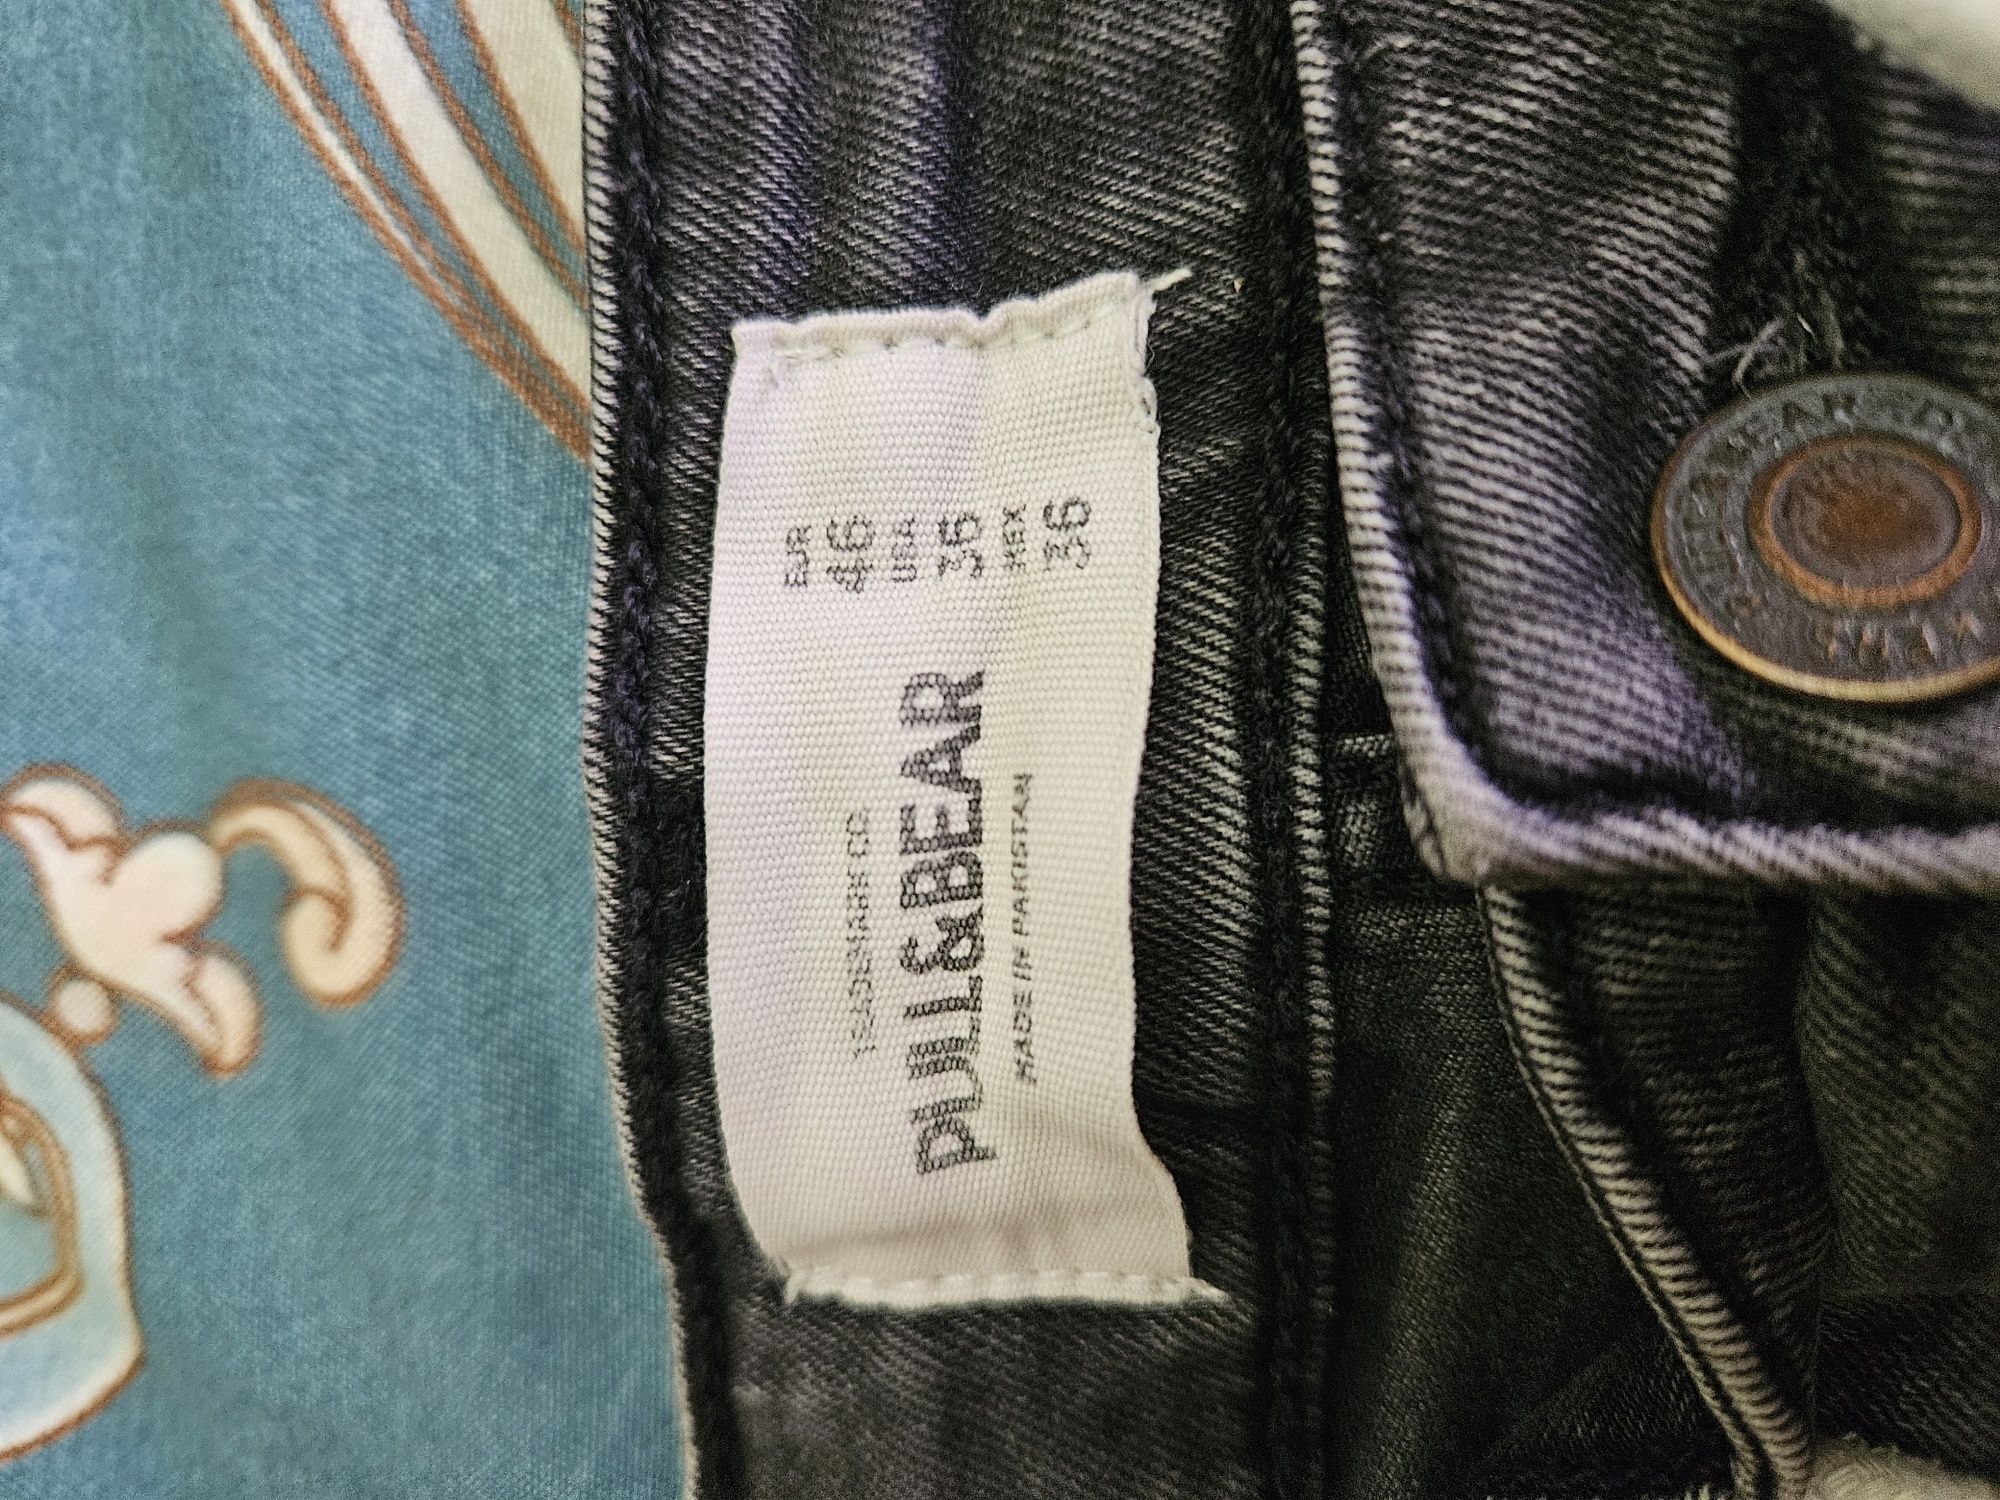 PULL&BEAR
MADE IN PAKISTAN
EUR
46
USA
36
MEX
36